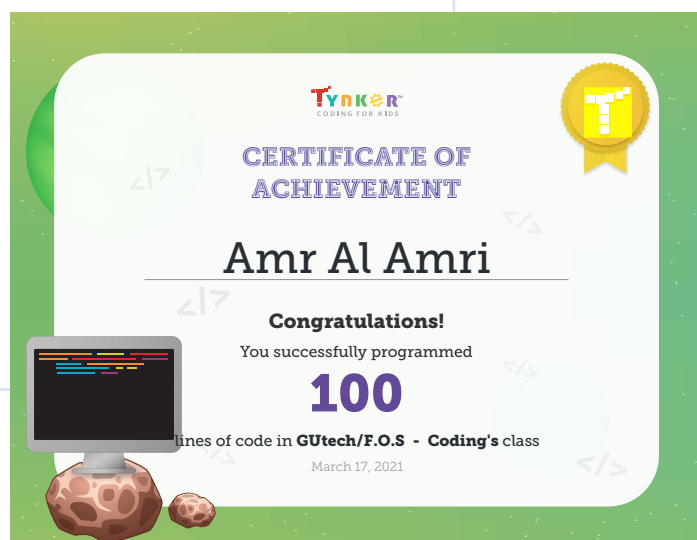 TYNKER™
CODING FOR KIDS
T
CERTIFICATE OF
ACHIEVEMENT
</>
</>
Amr Al Amri
</>
Congratulations!
You successfully programmed
100
</>
lines of code in GUtech/F.O.S - Coding's class
</>
</>
March 17, 2021